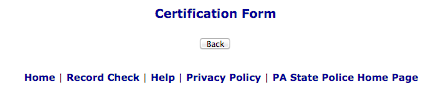 Certification Form
Back
Home | Record Check | Help | Privacy Policy | PA State Police Home Page